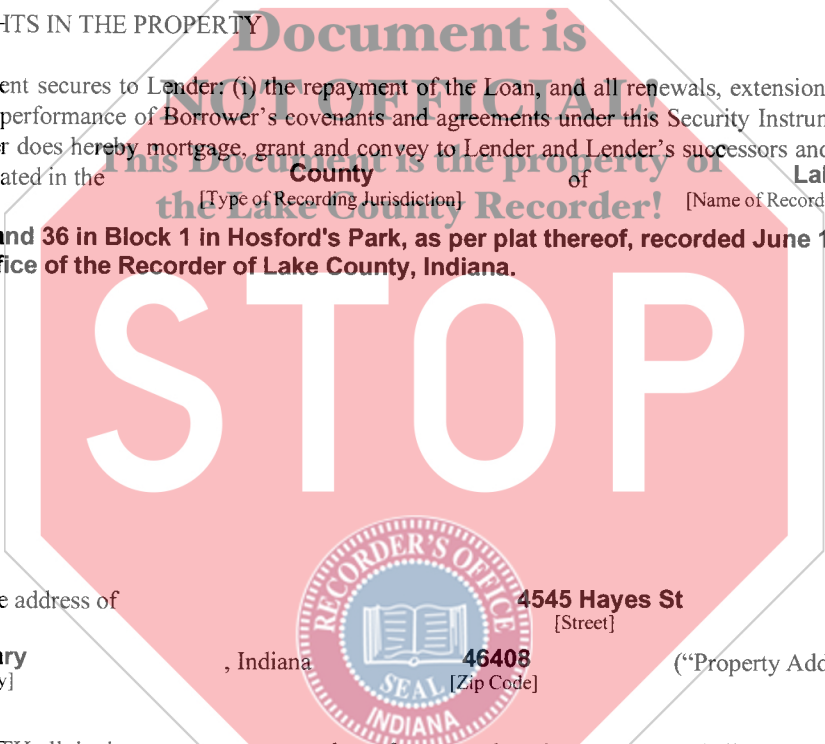 HTS IN THE PROPERTY
Document is
ent secures to Lender: (i) the repayment of the Loan, and all renewals, extension
NOT OFFICIAL!
performance of Borrower's covenants and agreements under this Security Instrum
r does hereby mortgage, grant and convey to Lender and Lender's successors and
This Document is the property of
ated in the County of Lak
[Type of Recording Jurisdiction] [Name of Record
the Lake County Recorder!
and 36 in Block 1 in Hosford's Park, as per plat thereof, recorded June 1
fice of the Recorder of Lake County, Indiana.
STOP
RECORDER'S OFFICE
e address of 4545 Hayes St
[Street]
ary , Indiana 46408 ("Property Add
y] [Zip Code]
SEAL
INDIANA